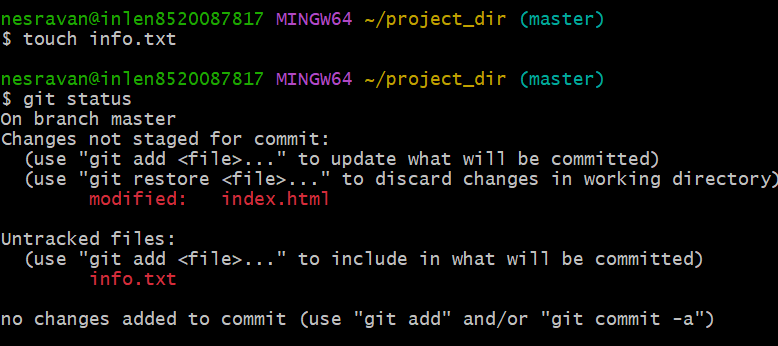 nesravan@inlen8520087817 MINGW64 ~/project_dir (master)
$ touch info.txt
nesravan@inlen8520087817 MINGW64 ~/project_dir (master)
$ git status
On branch master
Changes not staged for commit:
  (use "git add <file>..." to update what will be committed)
  (use "git restore <file>..." to discard changes in working directory)
        modified:   index.html
Untracked files:
  (use "git add <file>..." to include in what will be committed)
        info.txt
no changes added to commit (use "git add" and/or "git commit -a")